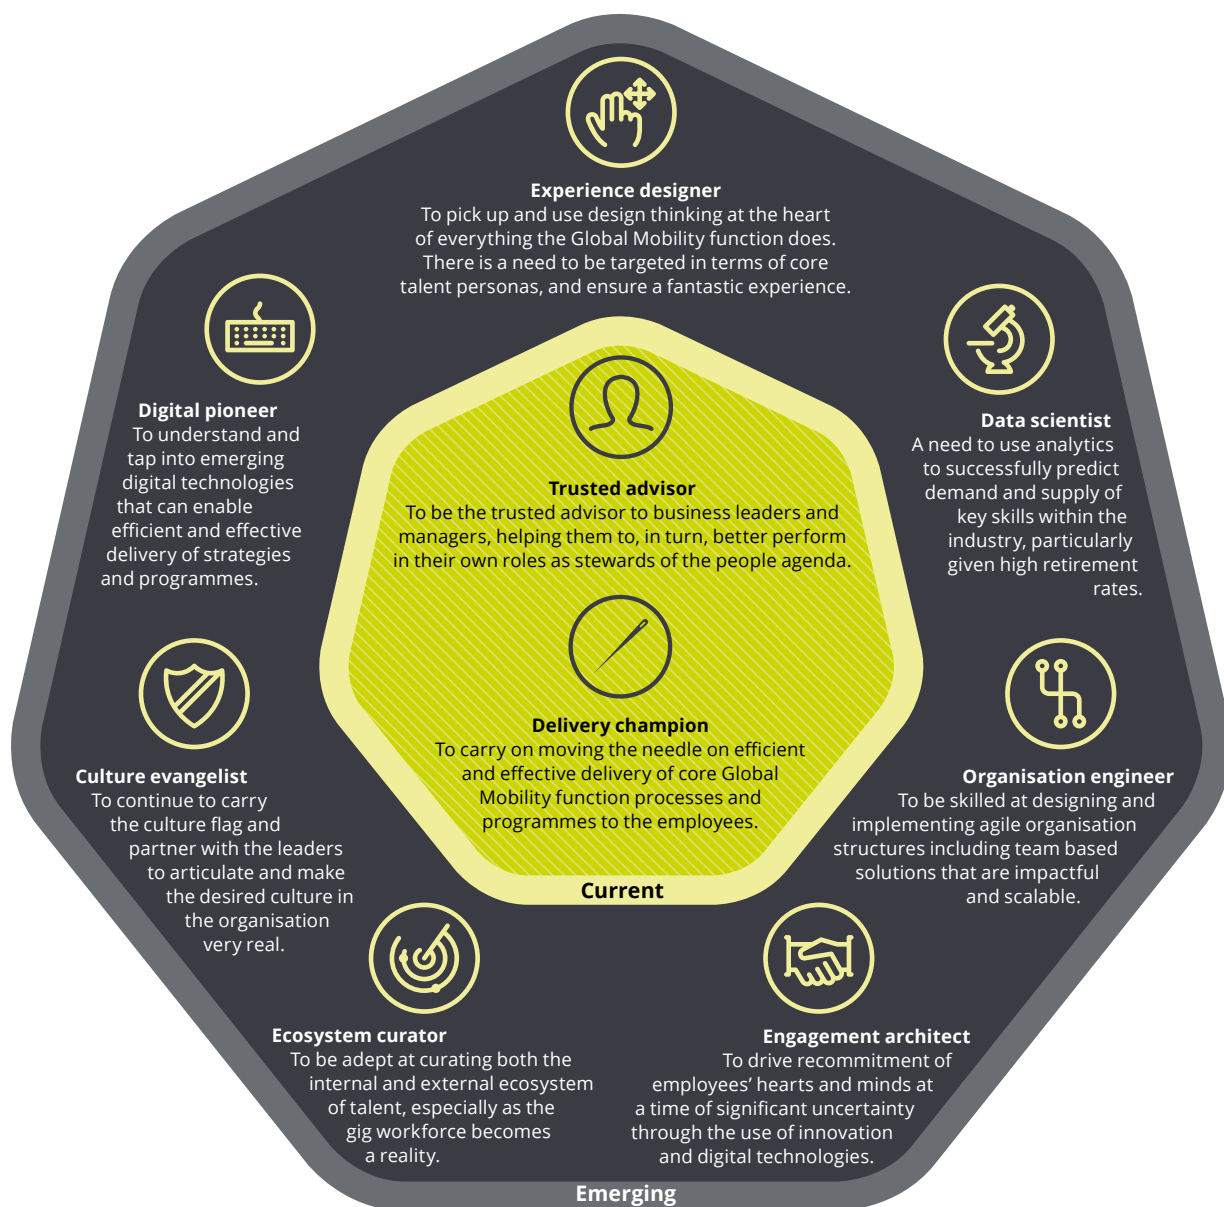 Experience designer
To pick up and use design thinking at the heart
of everything the Global Mobility function does.
There is a need to be targeted in terms of core
talent personas, and ensure a fantastic experience.
Digital pioneer
To understand and
tap into emerging
digital technologies
that can enable
efficient and effective
delivery of strategies
and programmes.
Data scientist
A need to use analytics
to successfully predict
demand and supply of
key skills within the
industry, particularly
given high retirement
rates.
Trusted advisor
To be the trusted advisor to business leaders and
managers, helping them to, in turn, better perform
in their own roles as stewards of the people agenda.
Delivery champion
To carry on moving the needle on efficient
and effective delivery of core Global
Mobility function processes and
programmes to the employees.
Current
Culture evangelist
To continue to carry
the culture flag and
partner with the leaders
to articulate and make
the desired culture in
the organisation
very real.
Organisation engineer
To be skilled at designing and
implementing agile organisation
structures including team based
solutions that are impactful
and scalable.
Ecosystem curator
To be adept at curating both the
internal and external ecosystem
of talent, especially as the
gig workforce becomes
a reality.
Engagement architect
To drive recommitment of
employees’ hearts and minds at
a time of significant uncertainty
through the use of innovation
and digital technologies.
Emerging